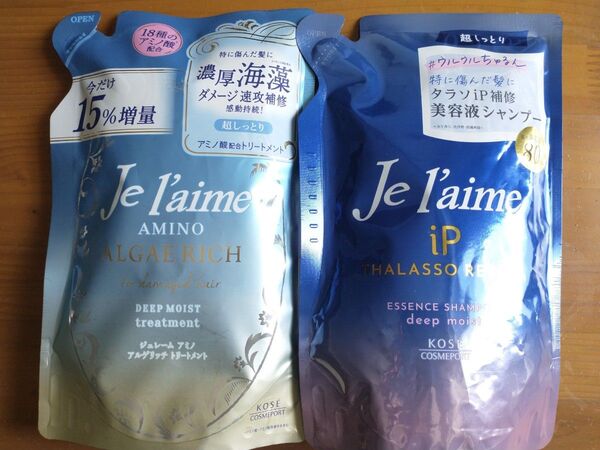 OPEN
18種の
アミノ酸
配合
今だけ
15%増量
特に傷んだ髪に
濃厚海藻
ダメージ速攻補修
感動持続!
超しっとり
アミノ酸配合トリートメント
Je l'aime
AMINO
ALGAE RICH
for damaged hair
DEEP MOIST
treatment
ジュレーム アミノ
アルゲリッチ トリートメント
KOSÉ
COSMEPORT
OPEN
超しっとり
#ウルウルちゅるん
特に傷んだ髪に
タラソiP補修
美容液シャンプー
80
Je l'aime
iP
THALASSO RE
ESSENCE SHAM
deep moist
KOSÉ
COSMEPORT